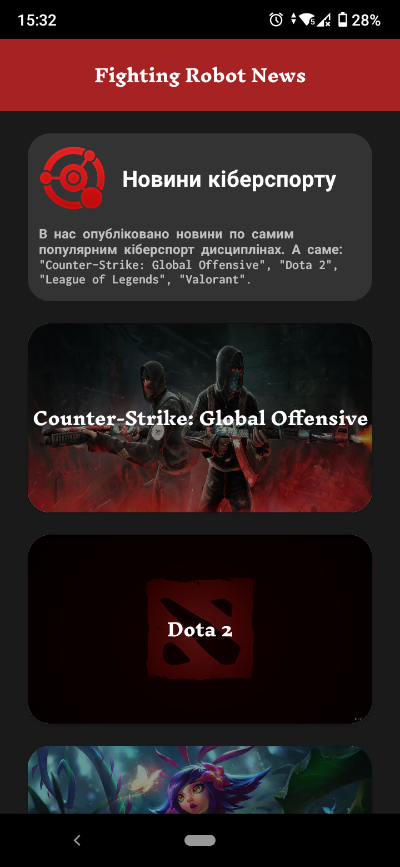 15:32
28%
Fighting Robot News
Новини кіберспорту
В нас опубліковано новини по самим
популярним кіберспорт дисциплінах. А саме:
"Counter-Strike: Global Offensive", "Dota 2",
"League of Legends", "Valorant".
Counter-Strike: Global Offensive
Dota 2